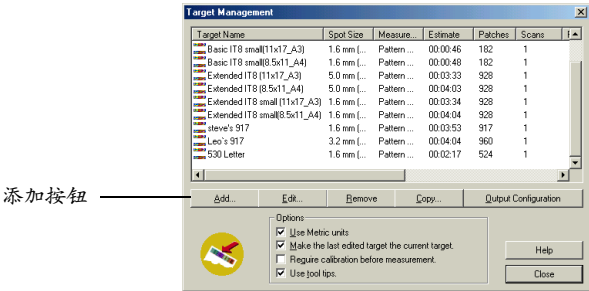 Target Management
Target Name Spot Size Measure... Estimate Patches Scans
Basic IT8 small(11x17_A3) 1.6 mm (... Pattern ... 00:00:46 182 1
Basic IT8 small(8.5x11_A4) 1.6 mm (... Pattern ... 00:00:48 182 1
Extended IT8 (11x17_A3) 5.0 mm (... Pattern ... 00:03:33 928 1
Extended IT8 (8.5x11_A4) 5.0 mm (... Pattern ... 00:04:03 928 1
Extended IT8 small (11x17_A3) 1.6 mm (... Pattern ... 00:03:34 928 1
Extended IT8 small(8.5x11_A4) 1.6 mm (... Pattern ... 00:04:04 928 1
steve's 917 1.6 mm (... Pattern ... 00:03:53 917 1
Leo`s 917 3.2 mm (... Pattern ... 00:04:04 960 1
530 Letter 1.6 mm (... Pattern ... 00:02:17 524 1
添加按钮
Add... Edit... Remove Copy... Output Configuration
Options
Use Metric units
Make the last edited target the current target.
Require calibration before measurement.
Use tool tips.
Help
Close